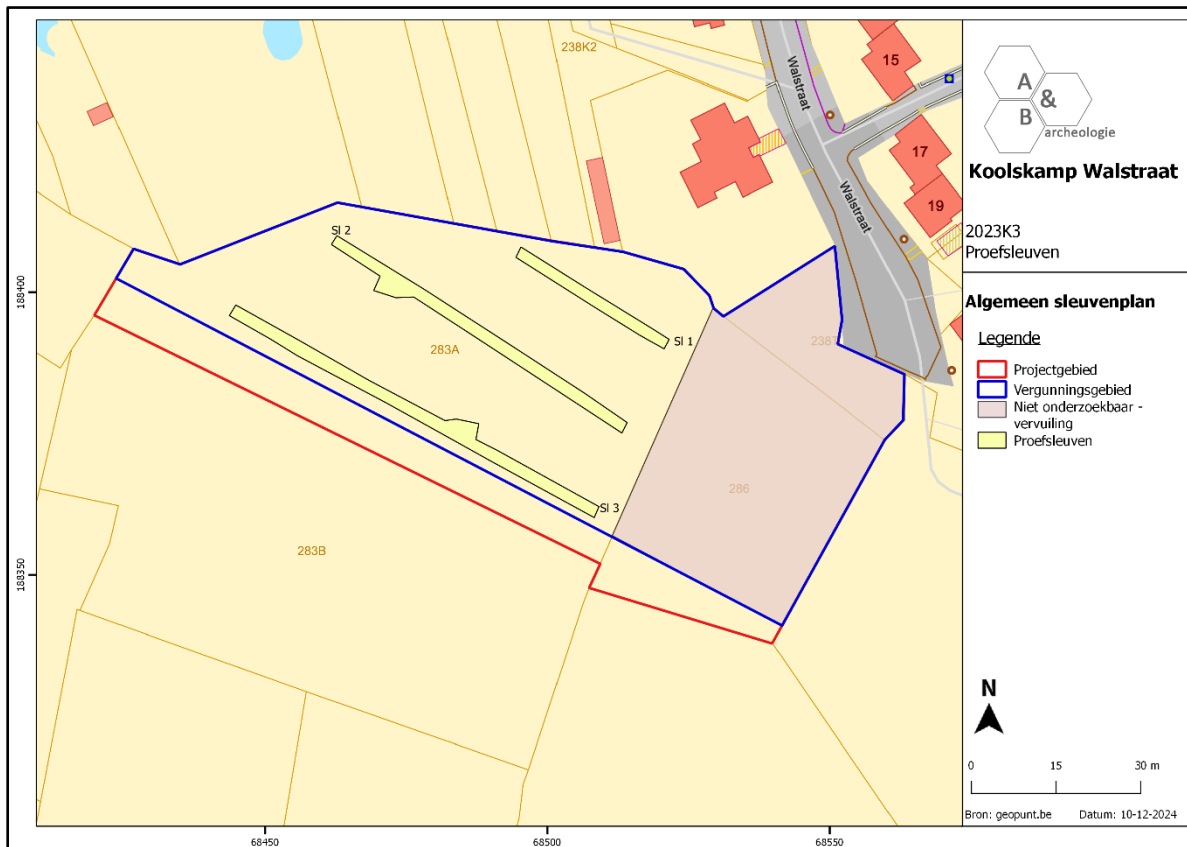 238K2
Walstraat
15
17
Walstraat
19
Sl 2
Sl 1
283A
286
Sl 3
283B
188400
188350
68450
68500
68550
A
&
B
archeologie
Koolskamp Walstraat
2023K3
Proefsleuven
Algemeen sleuvenplan
Legende
Projectgebied
Vergunningsgebied
Niet onderzoekbaar -
vervuiling
Proefsleuven
N
0 15 30 m
Bron: geopunt.be Datum: 10-12-2024